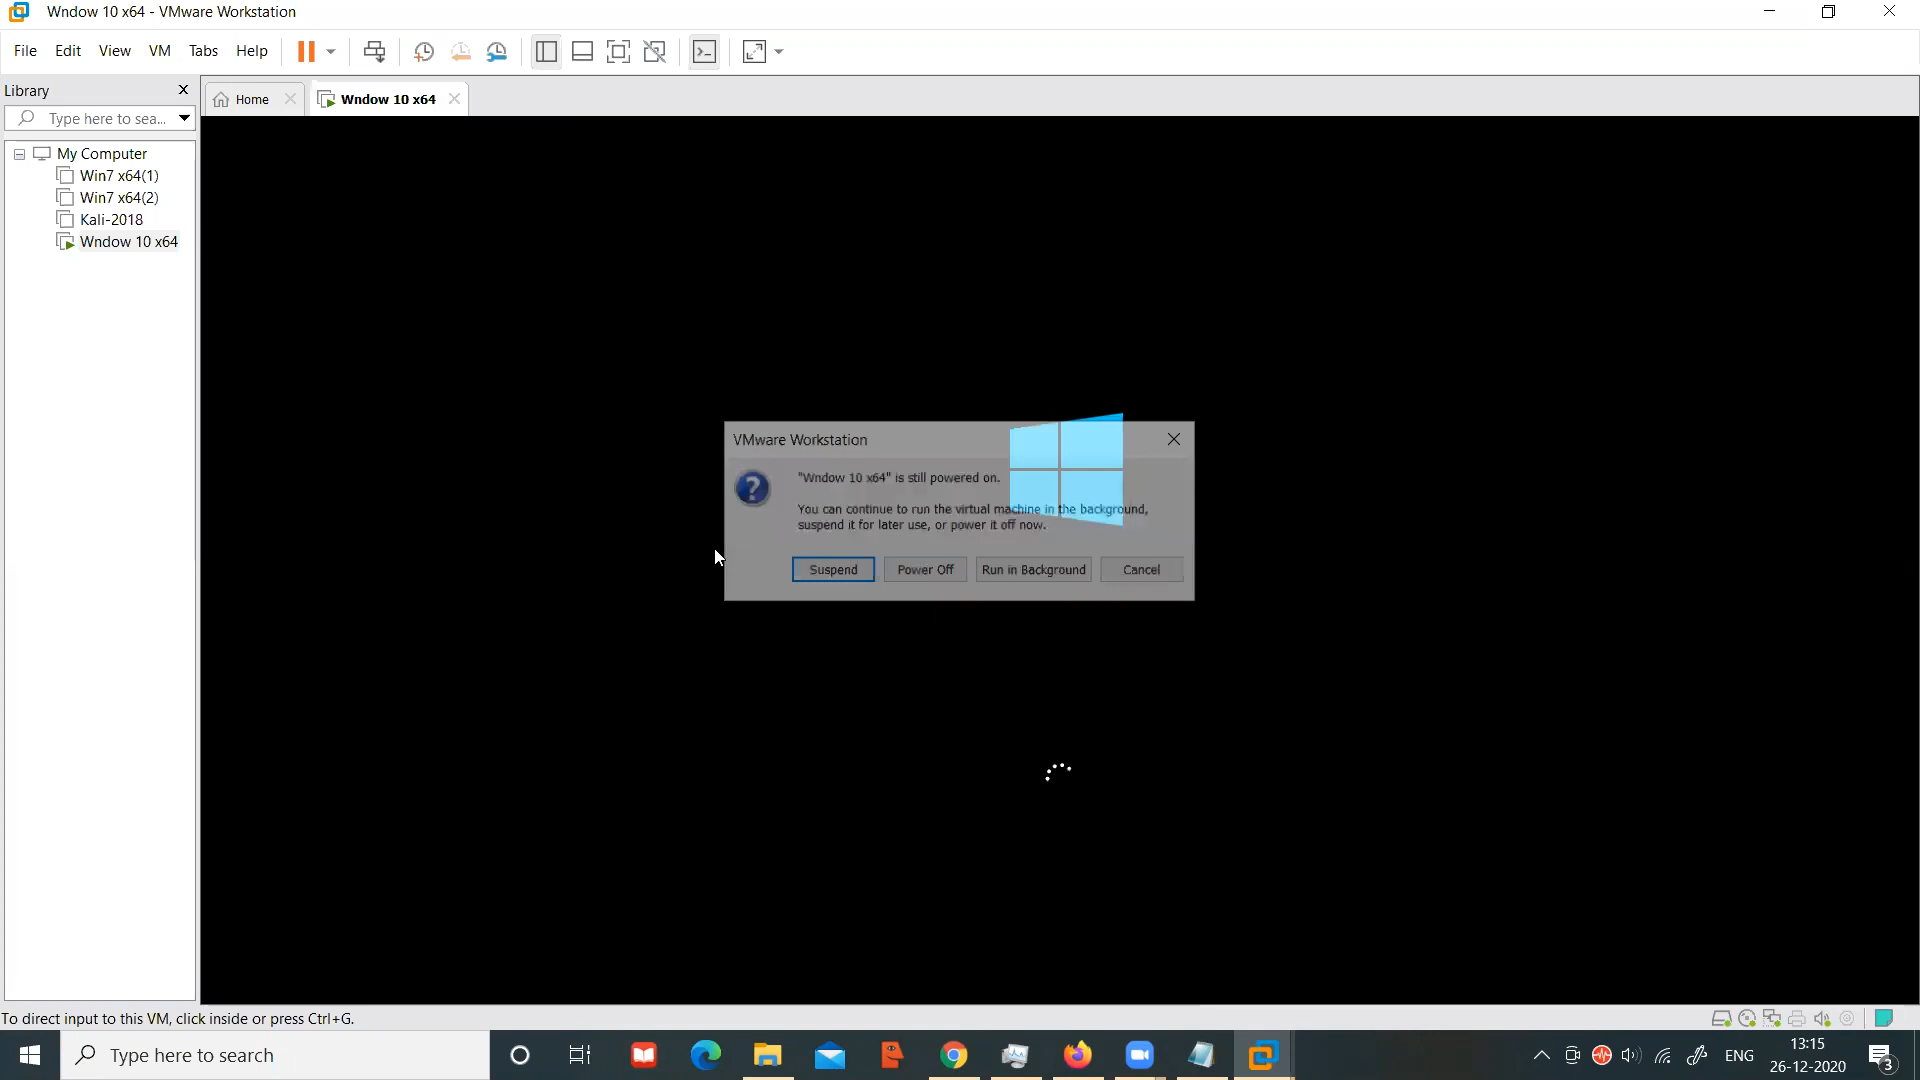 Wndow 10 x64 - VMware Workstation
File Edit View VM Tabs Help
Library
Home
Wndow 10 x64
Type here to sea...
My Computer
Win7 x64(1)
Win7 x64(2)
Kali-2018
Wndow 10 x64
VMware Workstation
"Wndow 10 x64" is still powered on.
You can continue to run the virtual machine in the background,
suspend it for later use, or power it off now.
Suspend Power Off Run in Background Cancel
To direct input to this VM, click inside or press Ctrl+G.
Type here to search
ENG
13:15
26-12-2020
3